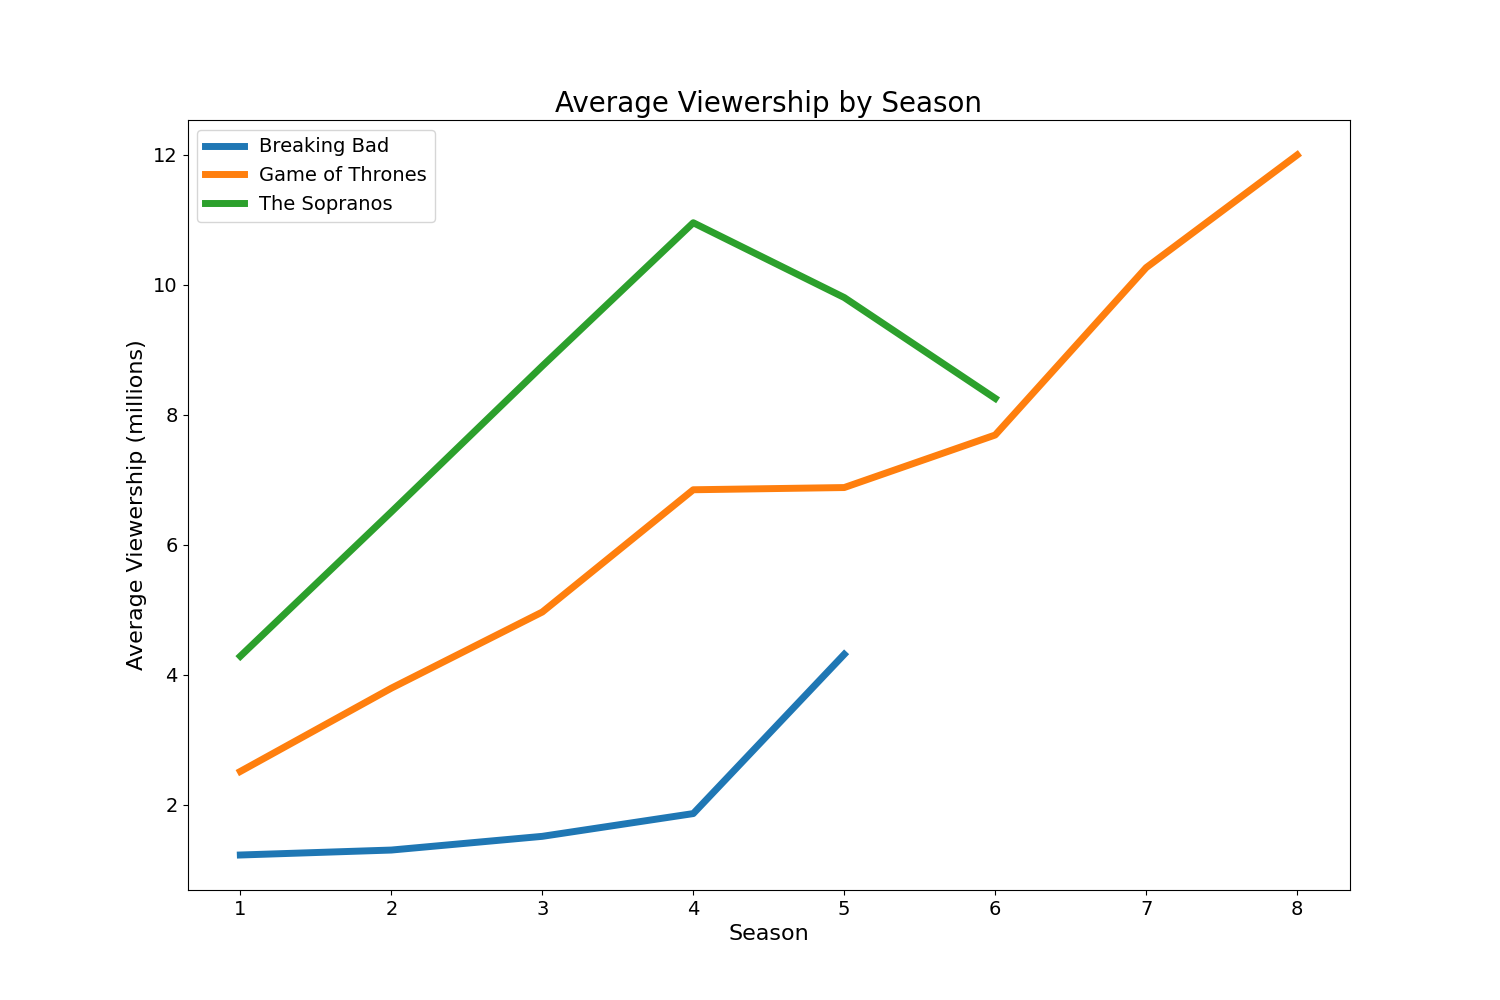 Average Viewership by Season
Breaking Bad
Game of Thrones
The Sopranos
Average Viewership (millions)
12
10
8
6
4
2
1 2 3 4 5 6 7 8
Season